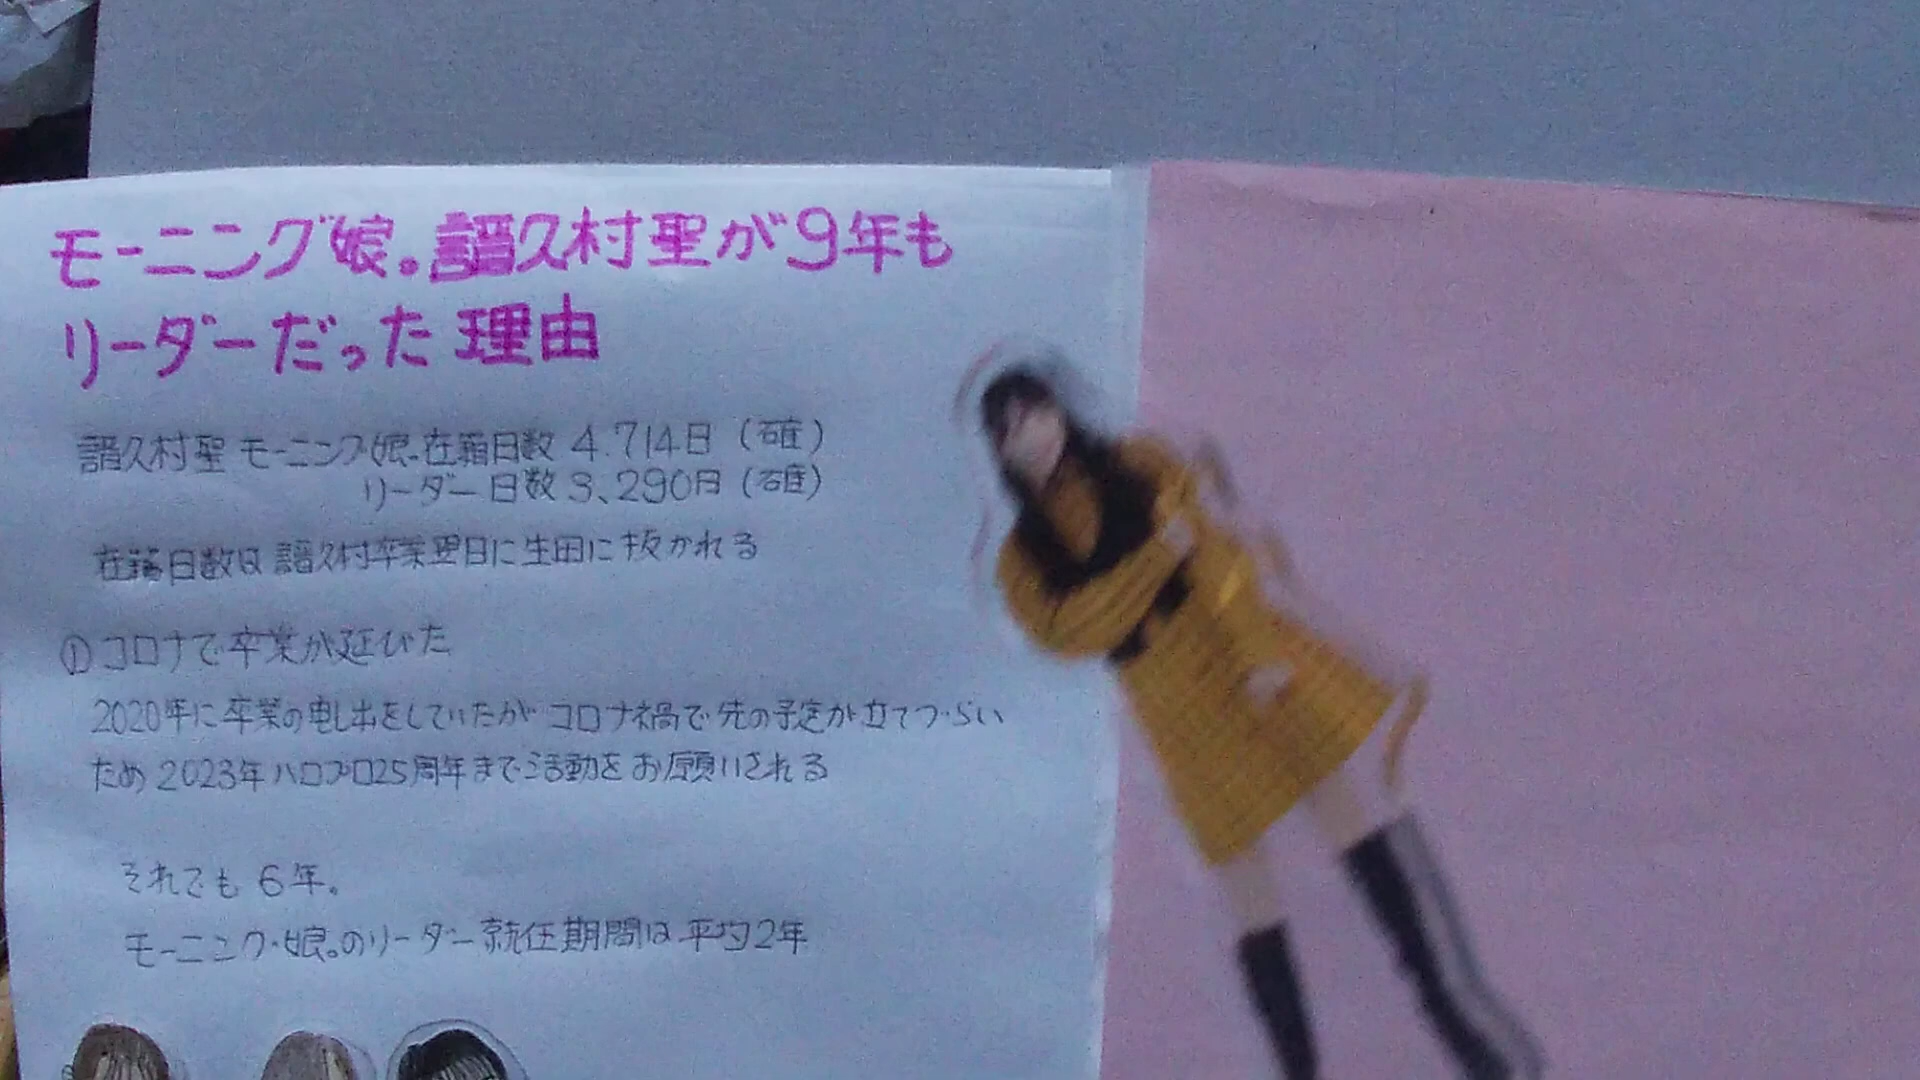 モーニング娘。譜久村聖が9年も
リーダーだった理由
譜久村聖 モーニング娘。在籍日数 4.714日 (確)
リーダー日数 3、290日 (確)
在籍日数は 譜久村卒業翌日に生田に抜かれる
①コロナで卒業が延びた
2020年に卒業の申し出をしていたがコロナ禍で先の予定が立てづらい
ため2023年ハロプロ25周年まで活動をお願いされる
それでも6年。
モーニング娘。のリーダー就任期間は平均2年